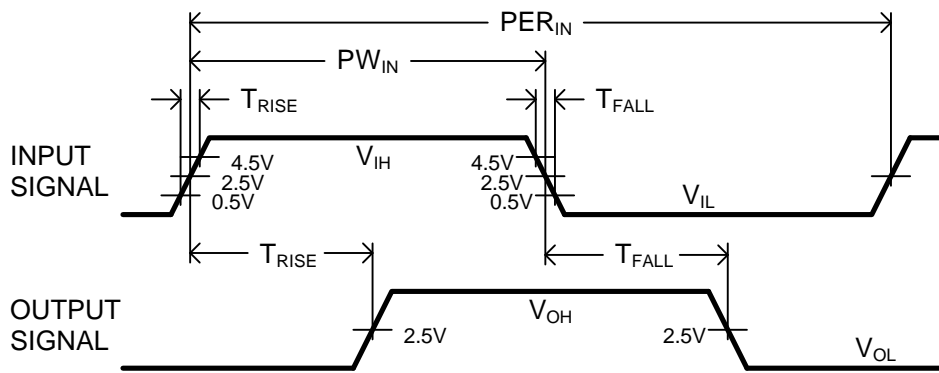 PER_IN
PW_IN
T_RISE
T_FALL
INPUT
SIGNAL
4.5V
2.5V
0.5V
V_IH
4.5V
2.5V
0.5V
V_IL
T_RISE
T_FALL
OUTPUT
SIGNAL
2.5V
V_OH
2.5V
V_OL